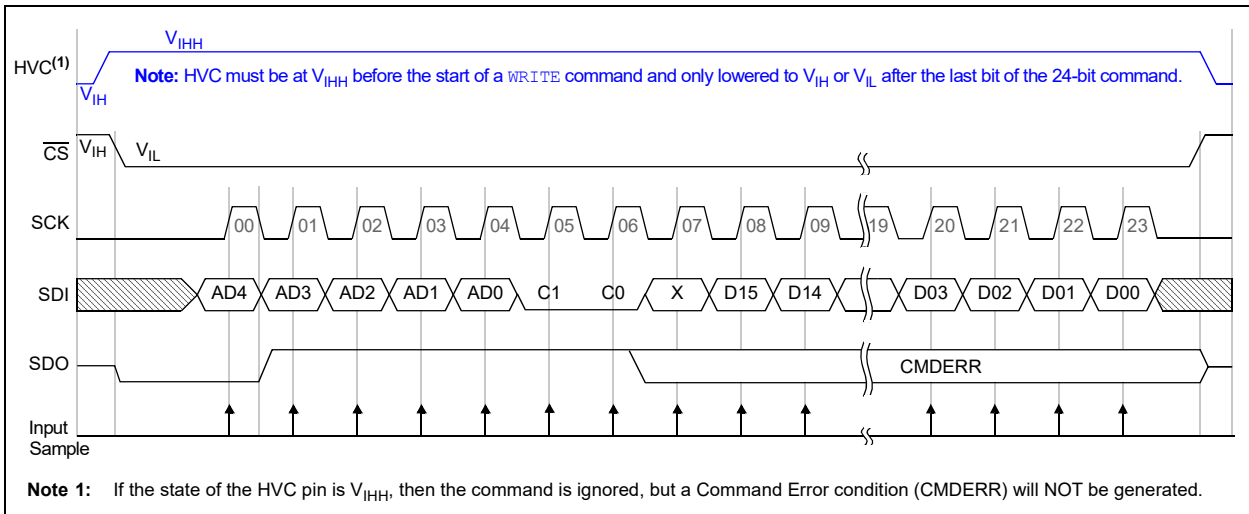 V_IHH
HVC(1)
Note: HVC must be at V_IHH before the start of a WRITE command and only lowered to V_IH or V_IL after the last bit of the 24-bit command.
V_IH
CS V_IH V_IL
SCK 00 01 02 03 04 05 06 07 08 09 19 20 21 22 23
SDI AD4 AD3 AD2 AD1 AD0 C1 C0 X D15 D14 D03 D02 D01 D00
SDO CMDERR
Input
Sample
Note 1: If the state of the HVC pin is V_IHH, then the command is ignored, but a Command Error condition (CMDERR) will NOT be generated.